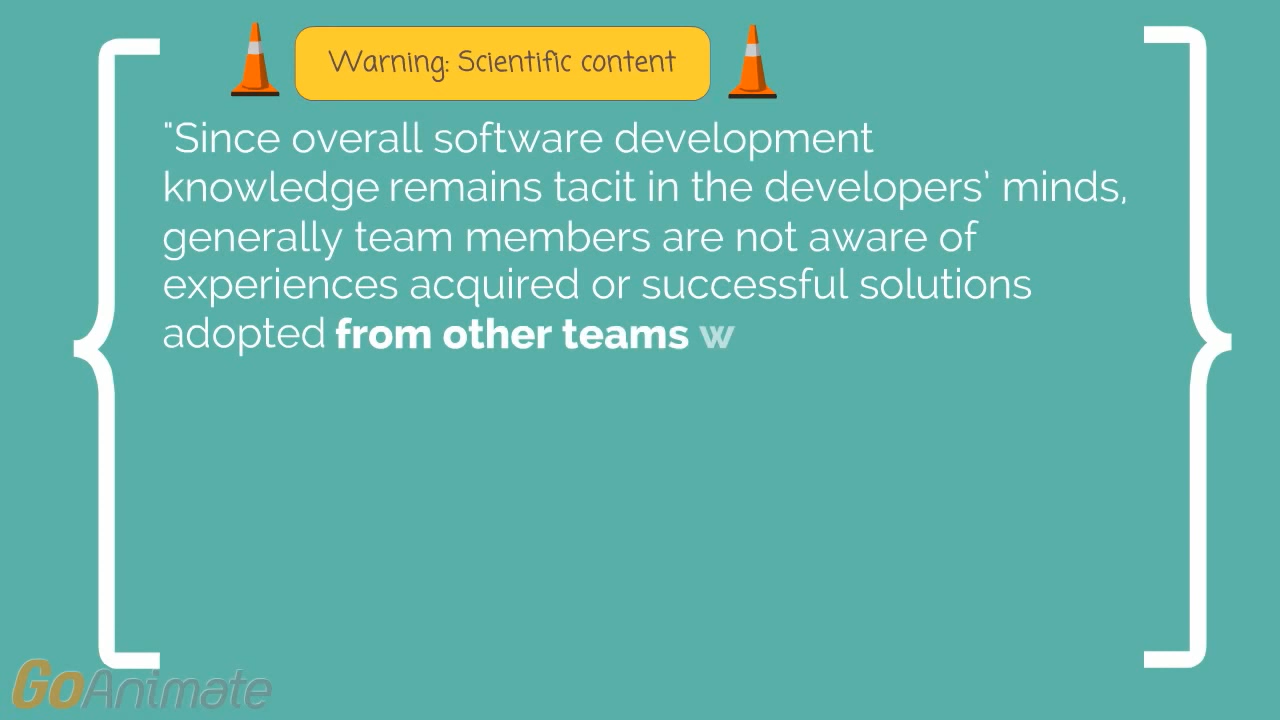 Warning: Scientific content
"Since overall software development
knowledge remains tacit in the developers' minds,
generally team members are not aware of
experiences acquired or successful solutions
adopted from other teams w
GoAnimate